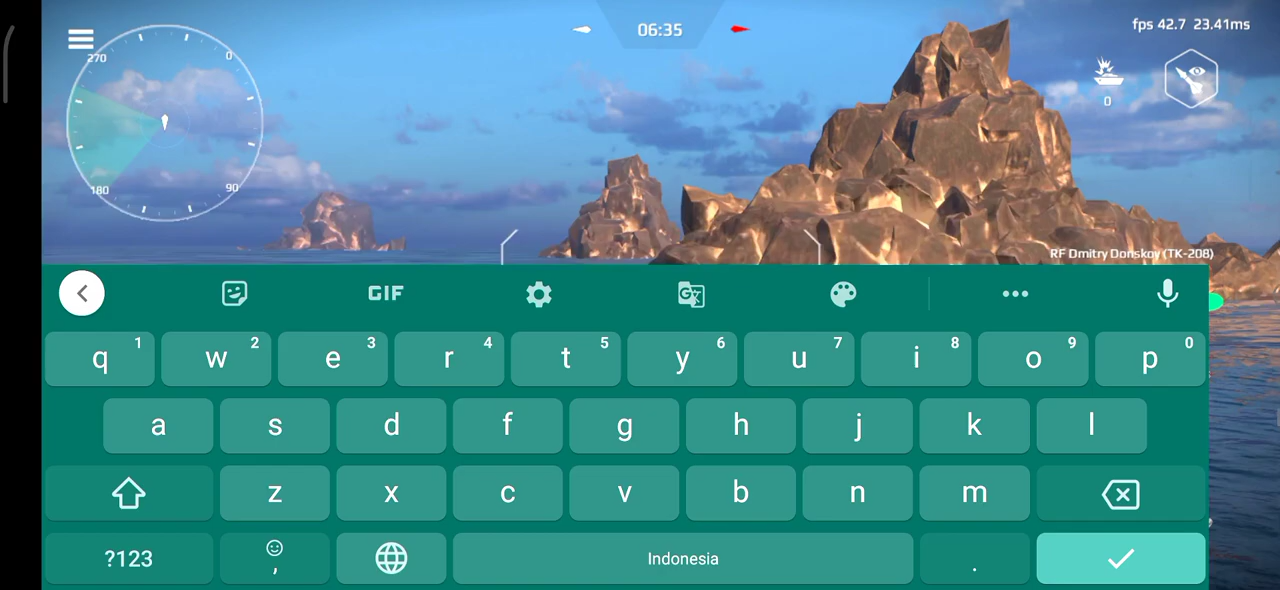 06:35
fps 42.7 23.41ms
270
0
0
180
90
RF Dmitry Donskoy (TK-208)
GIF
q 1 w 2 e 3 r 4 t 5 y 6 u 7 i 8 o 9 p 0
a s d f g h j k l
z x c v b n m
?123 , Indonesia .